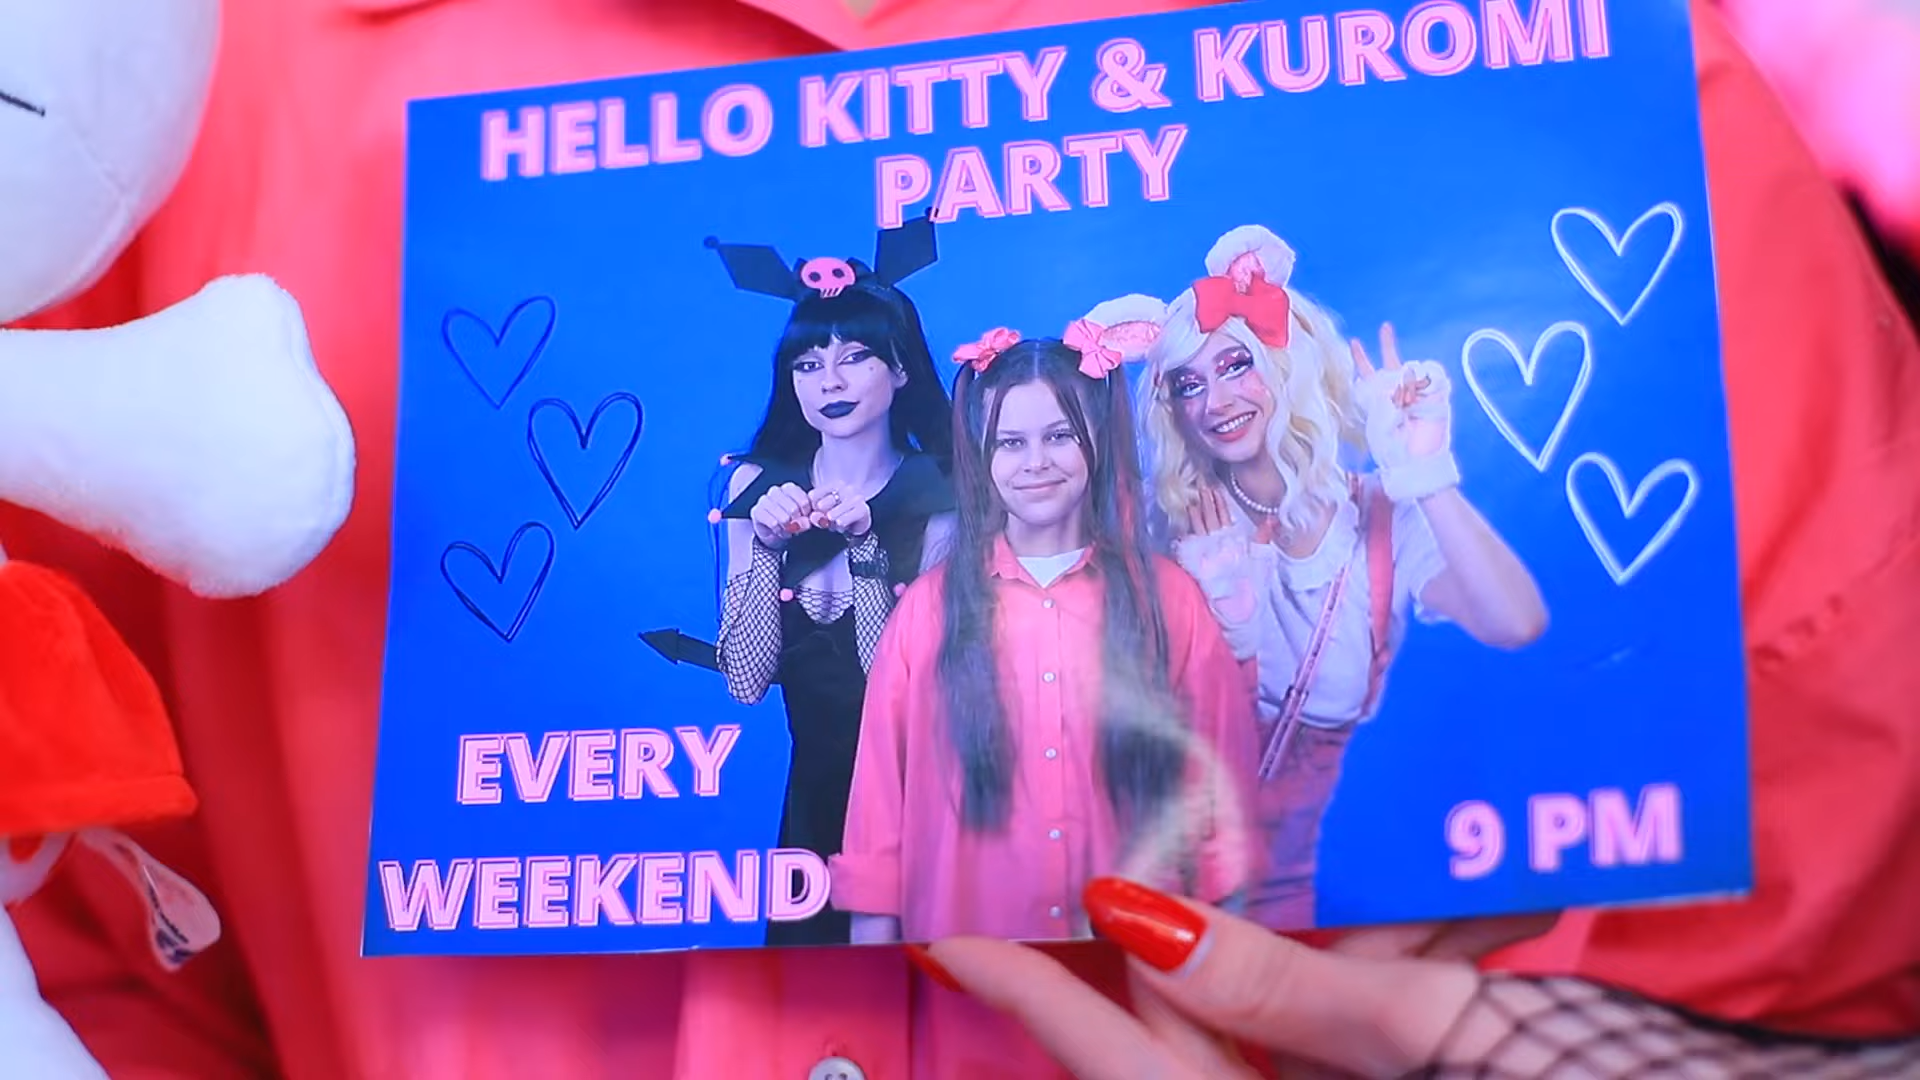 HELLO KITTY & KUROMI
PARTY
EVERY
WEEKEND
9 PM